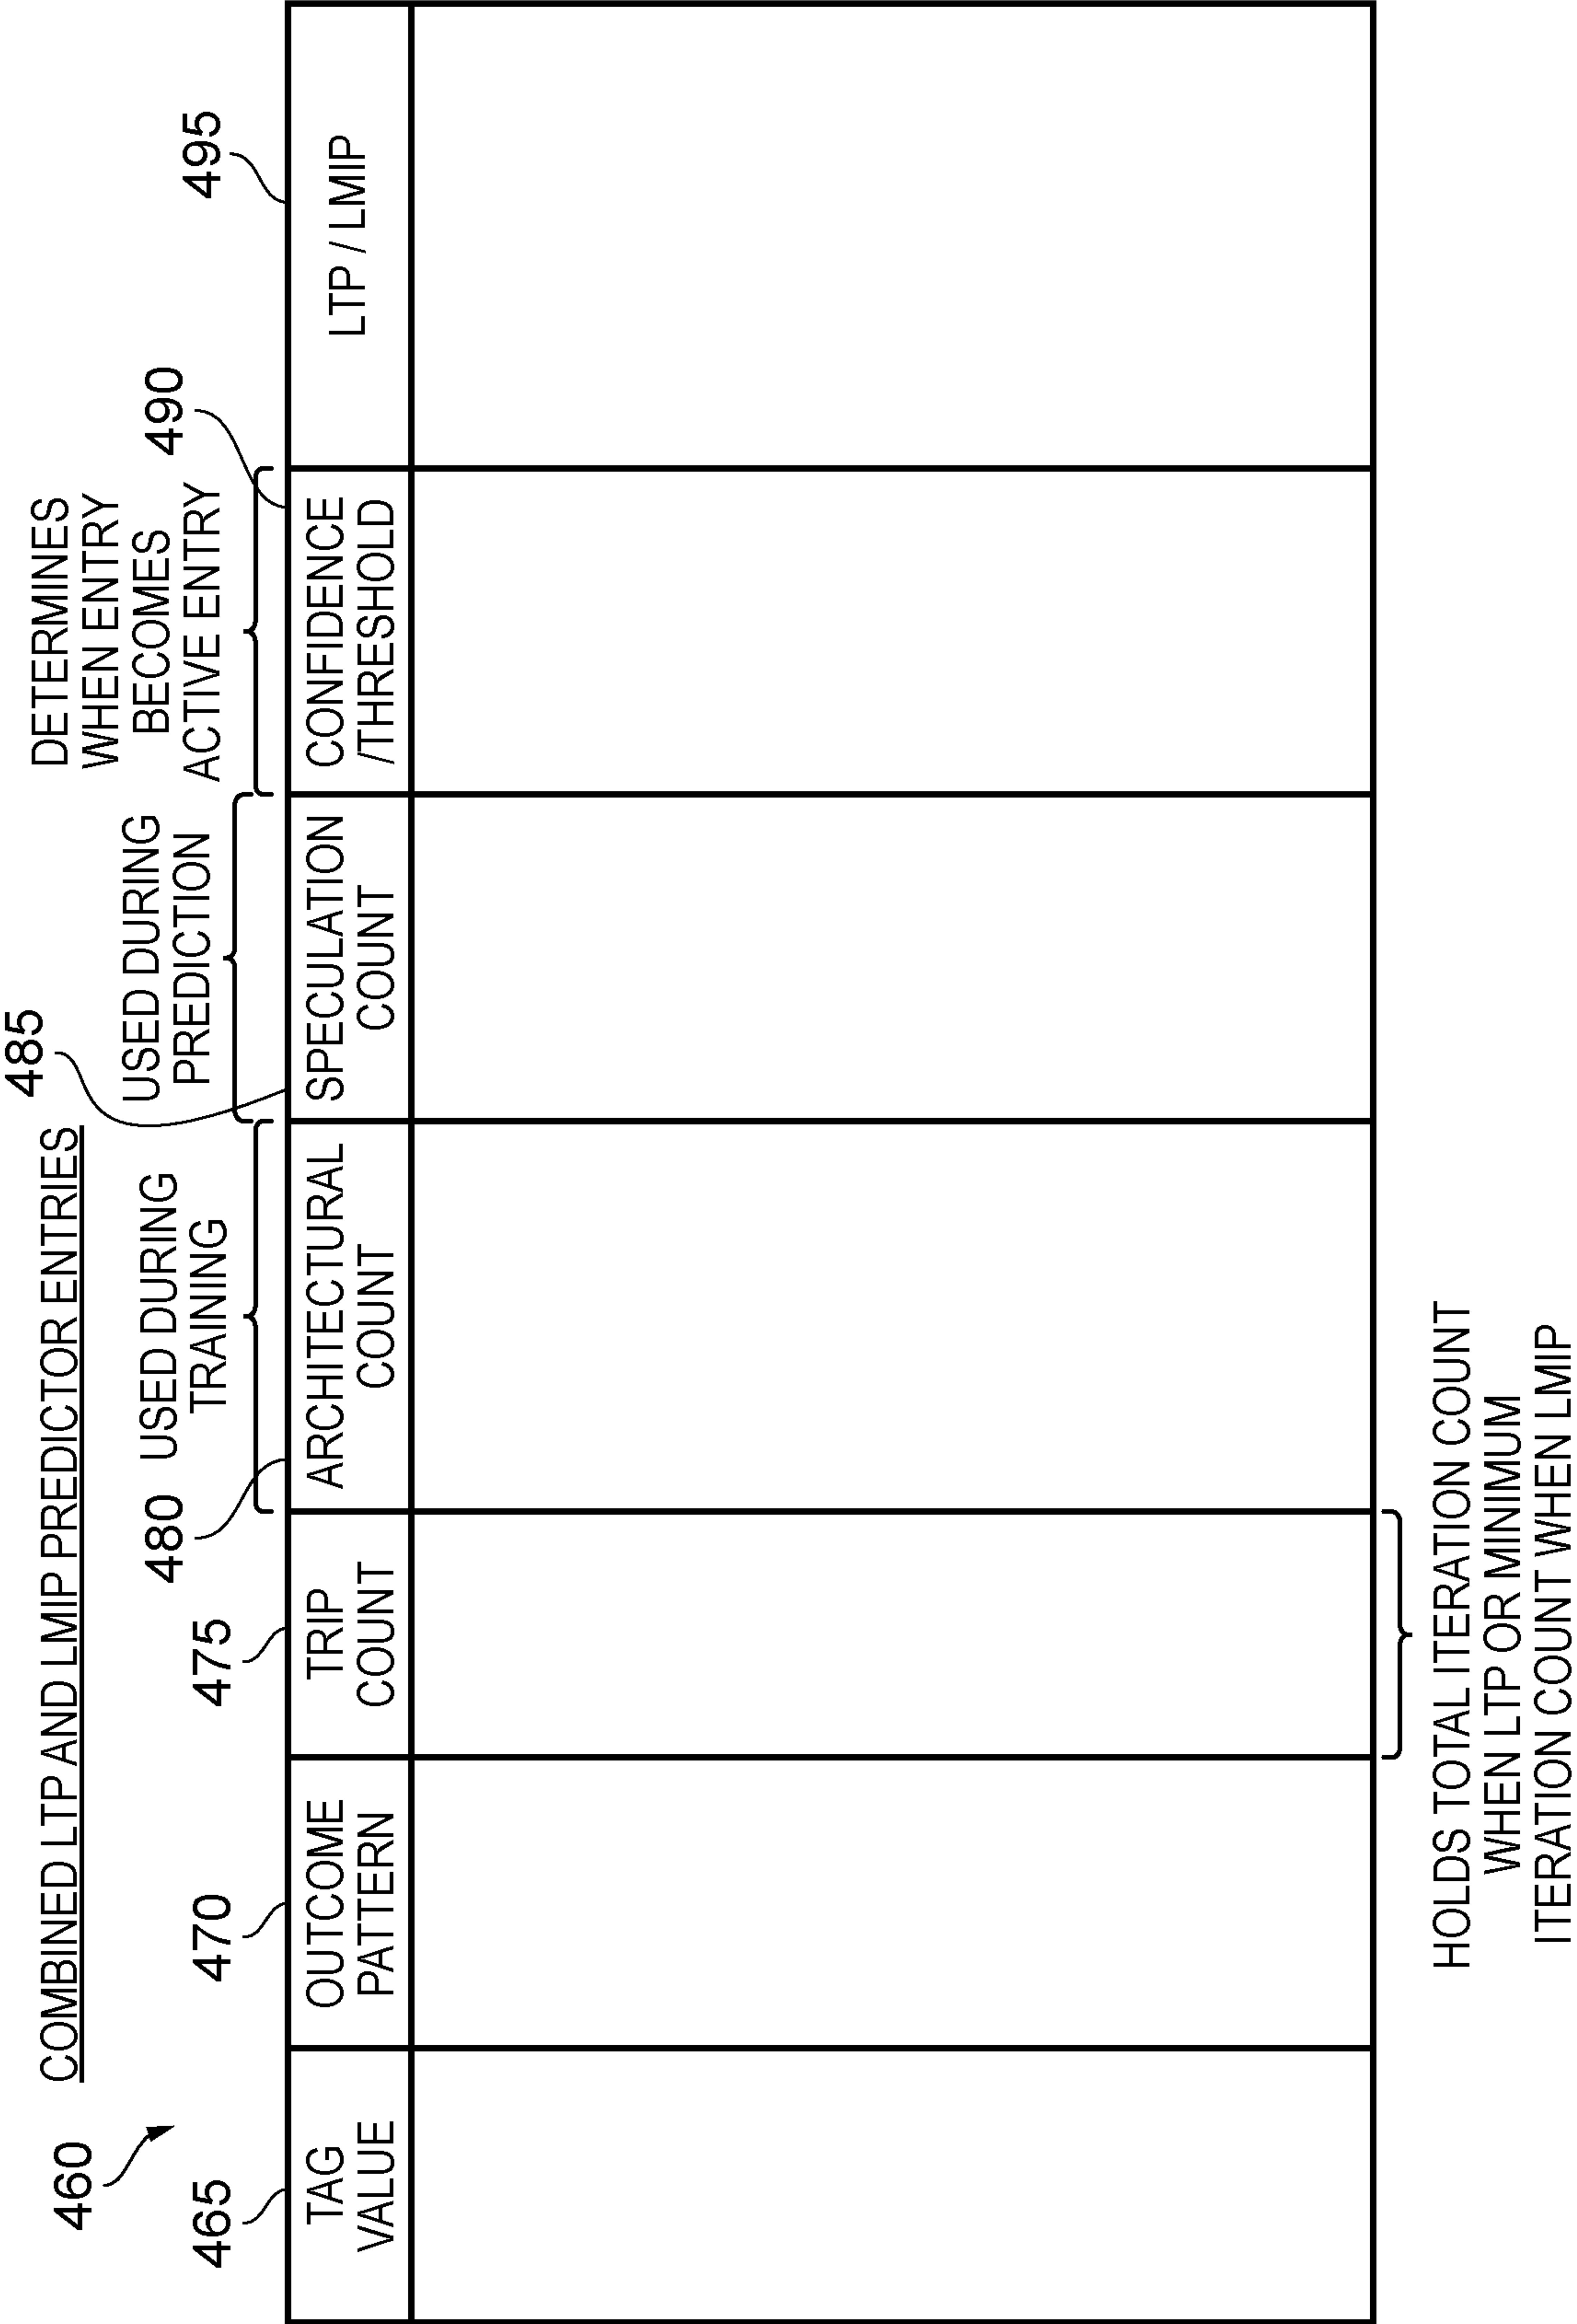 COMBINED LTP AND LMIP PREDICTOR ENTRIES
460
465
470
475
480
USED DURING
TRAINING
485
USED DURING
PREDICTION
DETERMINES
WHEN ENTRY
BECOMES
ACTIVE ENTRY
490
495
TAG
VALUE
OUTCOME
PATTERN
TRIP
COUNT
ARCHITECTURAL
COUNT
SPECULATION
COUNT
CONFIDENCE
/THRESHOLD
LTP / LMIP
HOLDS TOTAL ITERATION COUNT
WHEN LTP OR MINIMUM
ITERATION COUNT WHEN LMIP